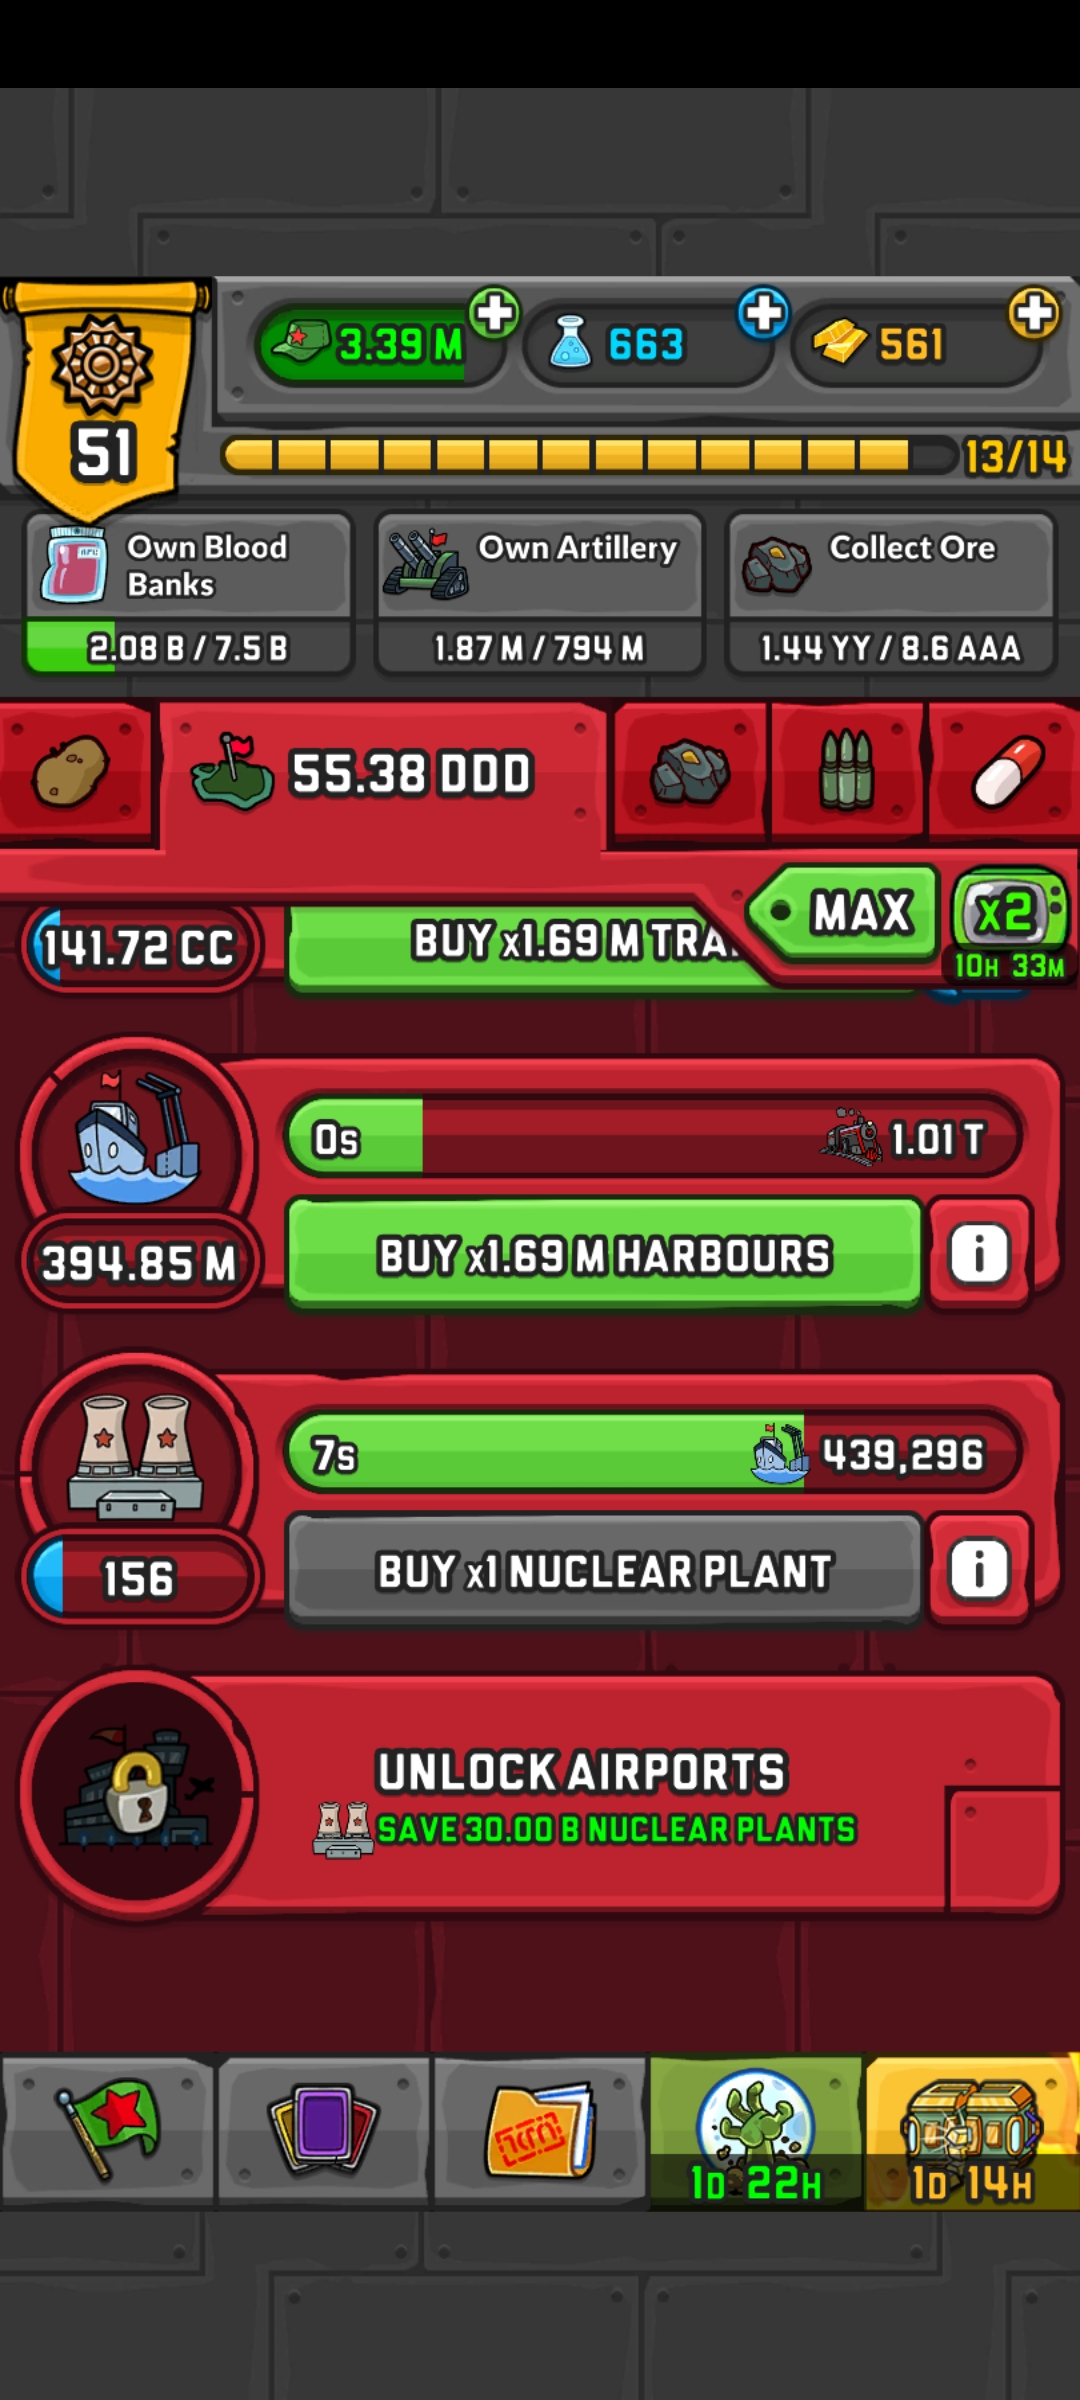 3.39 M
663
561
51
13/14
Own Blood
Banks
2.08 B / 7.5 B
Own Artillery
1.87 M / 794 M
Collect Ore
1.44 YY / 8.6 AAA
55.38 DDD
MAX
x2
10H 33M
141.72 CC
BUY x1.69 M TRA
0s
1.01 T
394.85 M
BUY x1.69 M HARBOURS
i
7s
439,296
156
BUY x1 NUCLEAR PLANT
i
UNLOCK AIRPORTS
SAVE 30.00 B NUCLEAR PLANTS
1D 22H
1D 14H